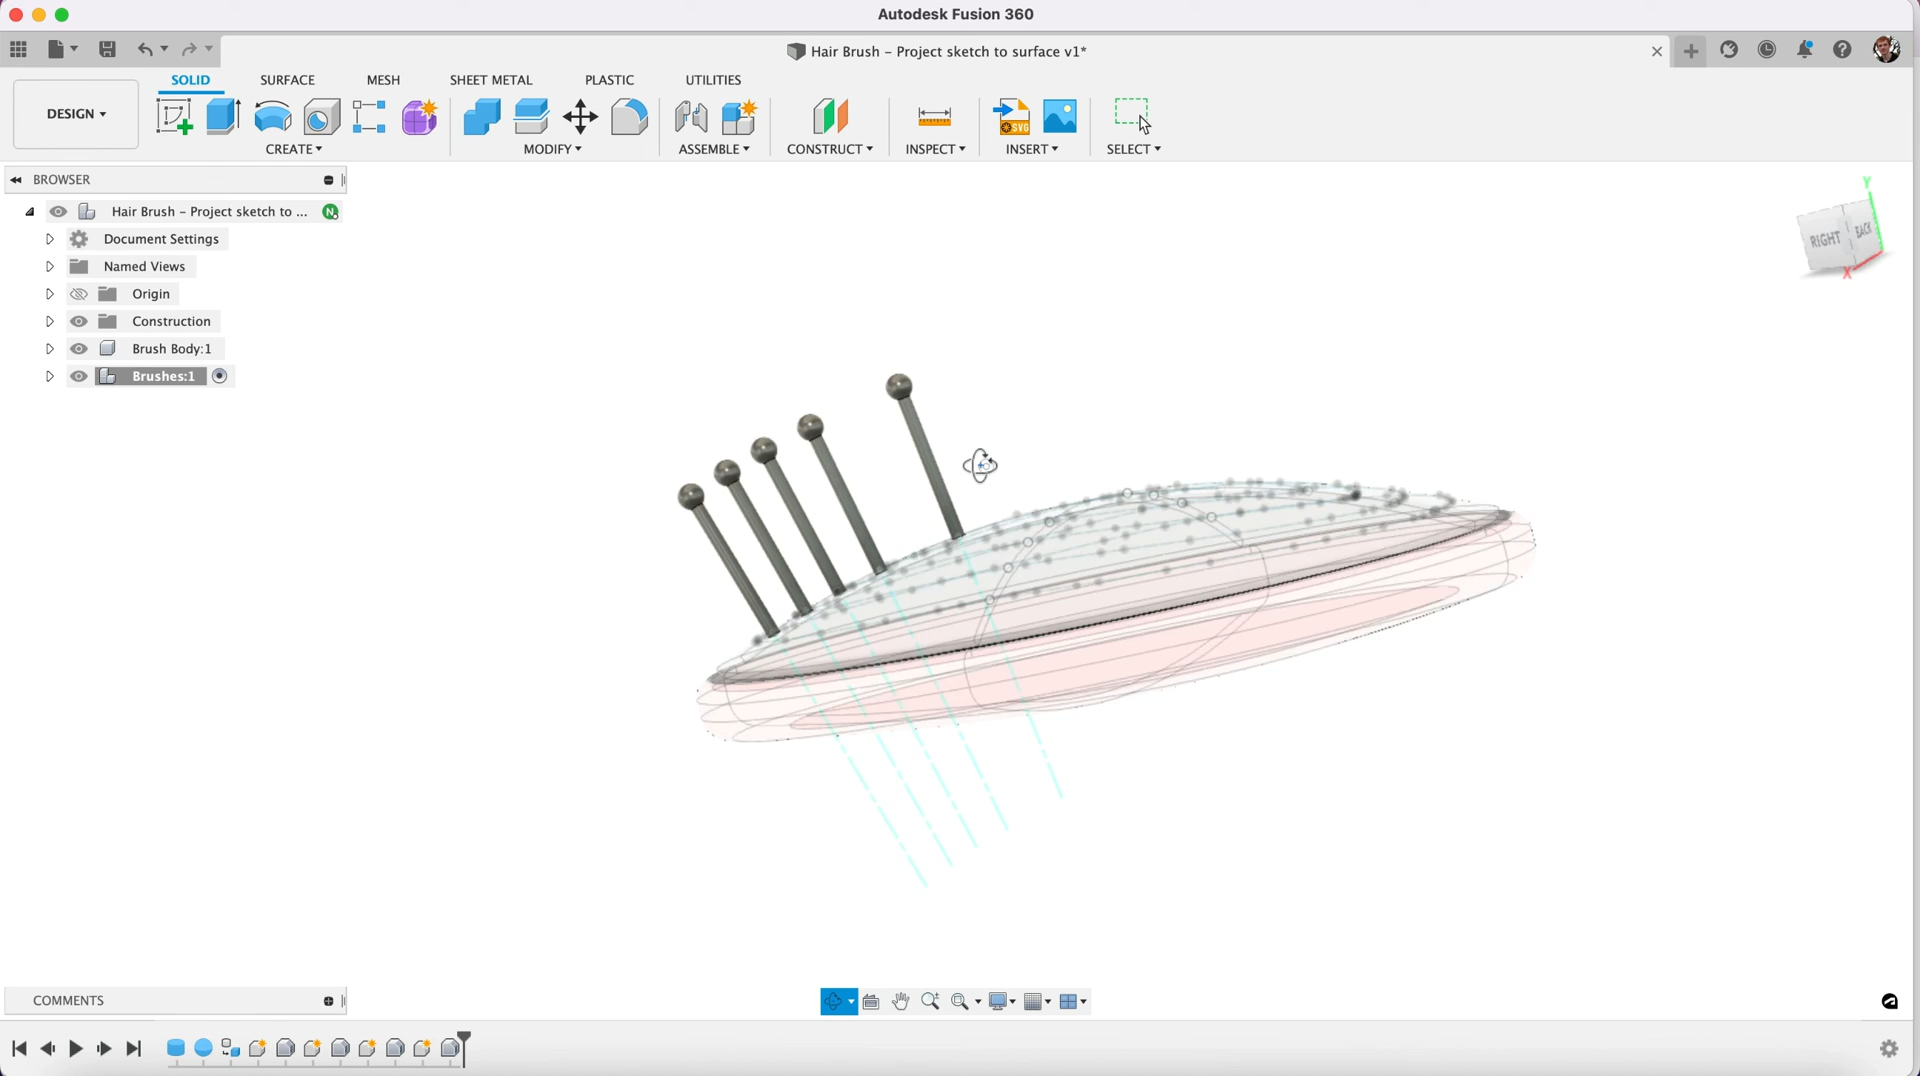 Autodesk Fusion 360
Hair Brush – Project sketch to surface v1*
SOLID
SURFACE
MESH
SHEET METAL
PLASTIC
UTILITIES
DESIGN
CREATE
MODIFY
ASSEMBLE
CONSTRUCT
INSPECT
INSERT
SELECT
SVG
BROWSER
Hair Brush – Project sketch to ...
N
Document Settings
Named Views
Origin
Construction
Brush Body:1
Brushes:1
Y
RIGHT
BACK
X
COMMENTS